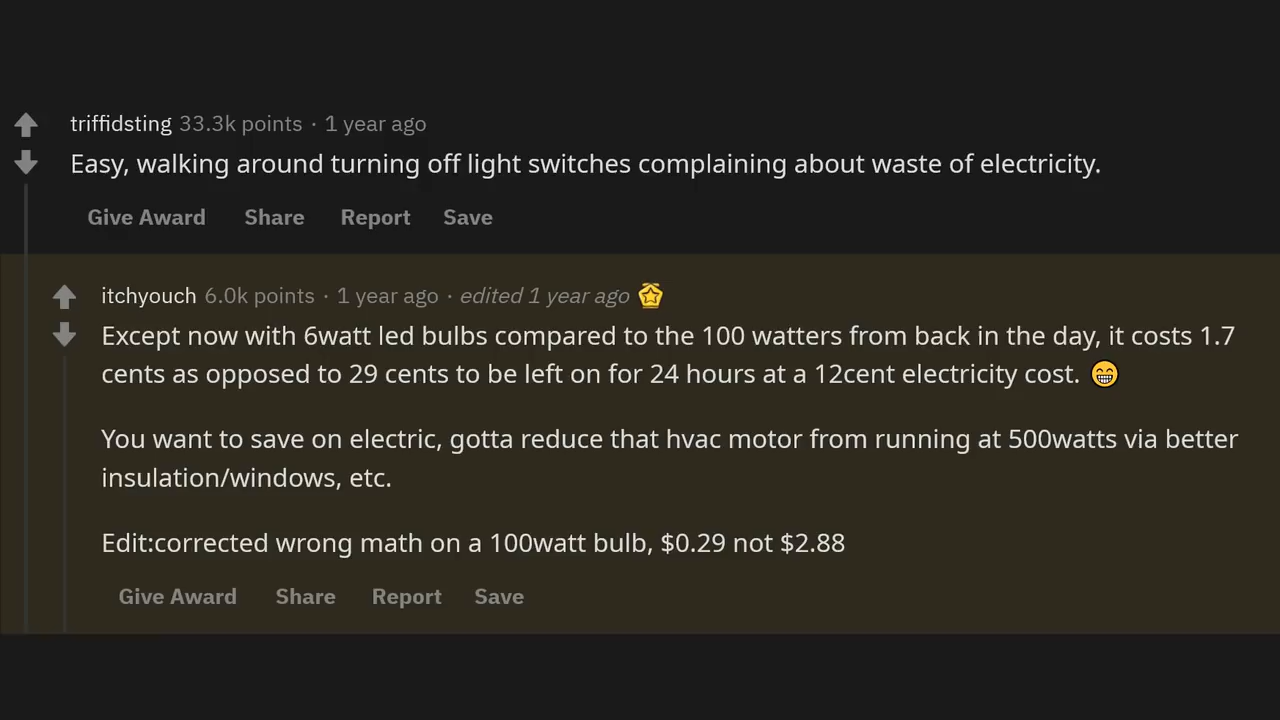 triffidsting 33.3k points · 1 year ago
Easy, walking around turning off light switches complaining about waste of electricity.
Give Award Share Report Save
itchyouch 6.0k points · 1 year ago · edited 1 year ago
Except now with 6watt led bulbs compared to the 100 watters from back in the day, it costs 1.7
cents as opposed to 29 cents to be left on for 24 hours at a 12cent electricity cost. 😁
You want to save on electric, gotta reduce that hvac motor from running at 500watts via better
insulation/windows, etc.
Edit:corrected wrong math on a 100watt bulb, $0.29 not $2.88
Give Award Share Report Save